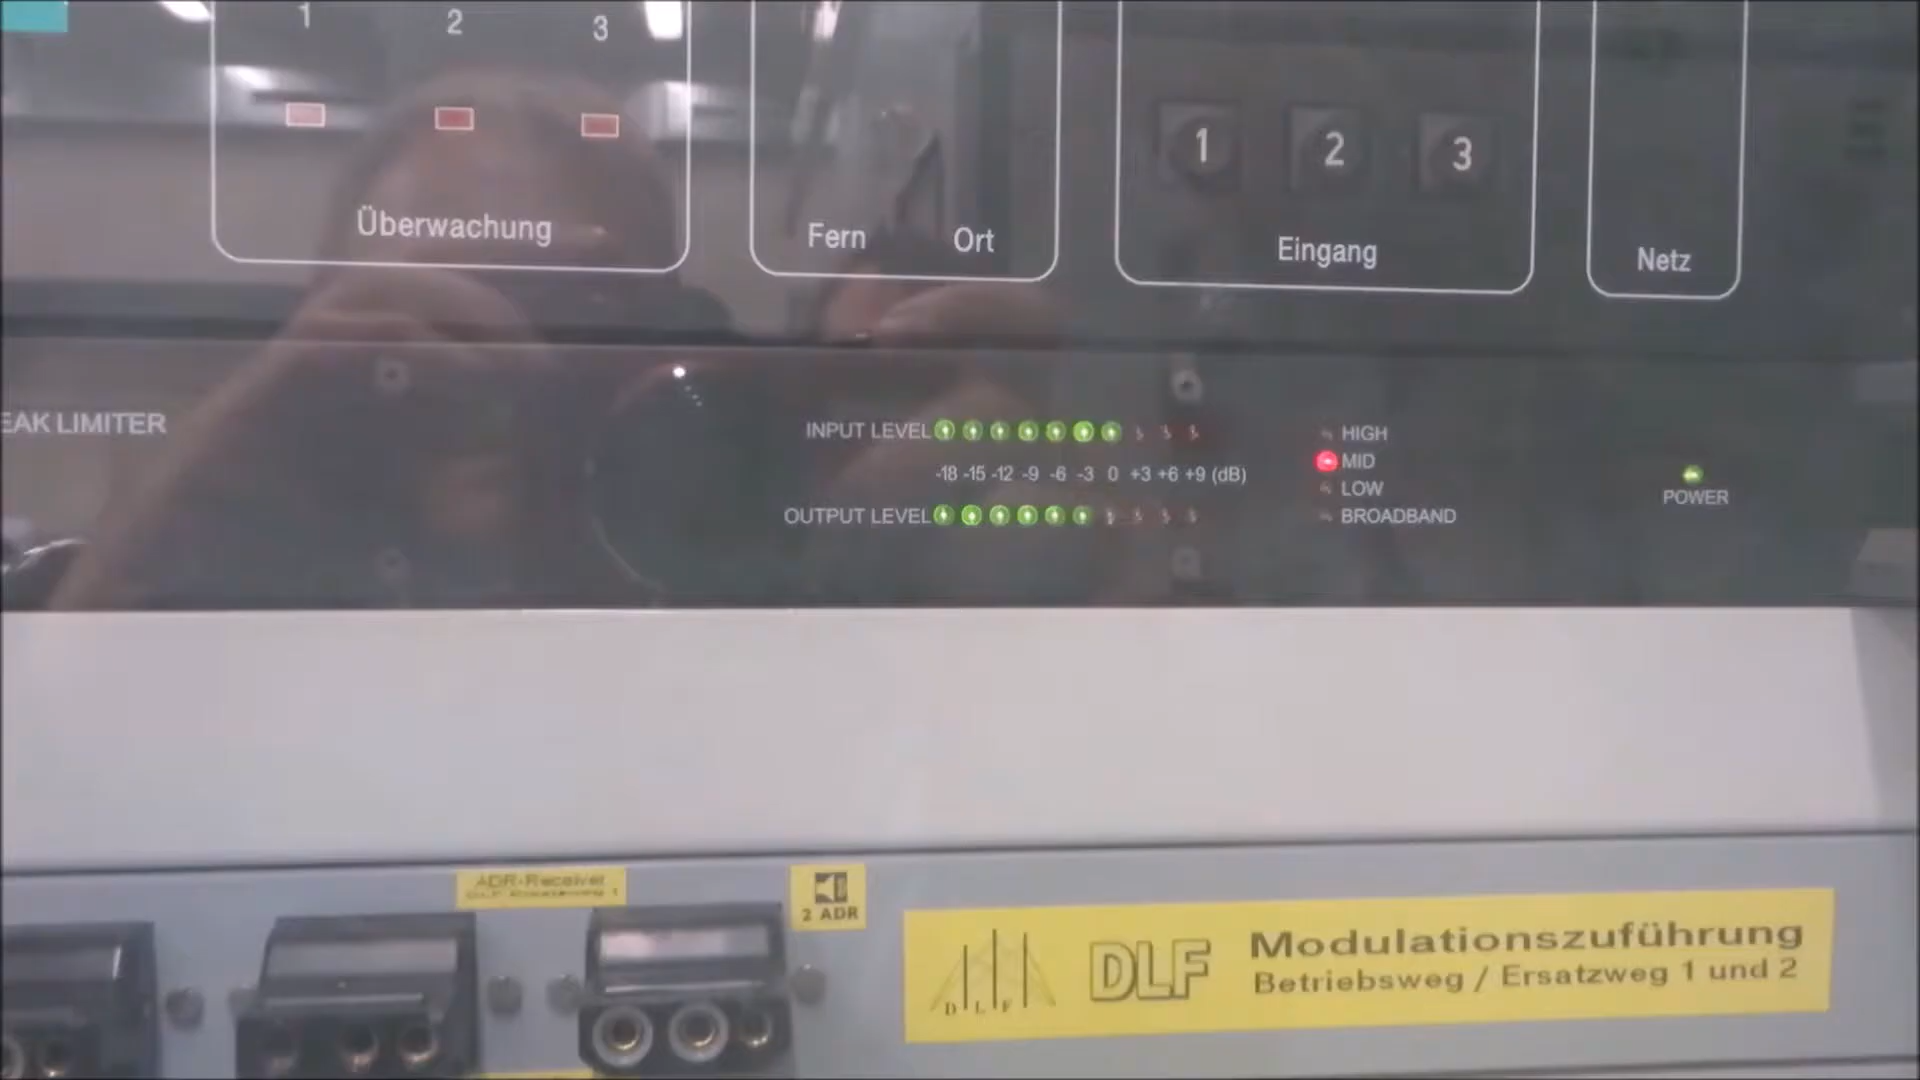 1 2 3
Überwachung
Fern Ort
1 2 3
Eingang
Netz
EAK LIMITER
INPUT LEVEL
-18 -15 -12 -9 -6 -3 0 +3 +6 +9 (dB)
OUTPUT LEVEL
HIGH
MID
LOW
BROADBAND
POWER
ADR-Receiver
2 ADR
D L F
DLF
Modulationszuführung
Betriebsweg / Ersatzweg 1 und 2